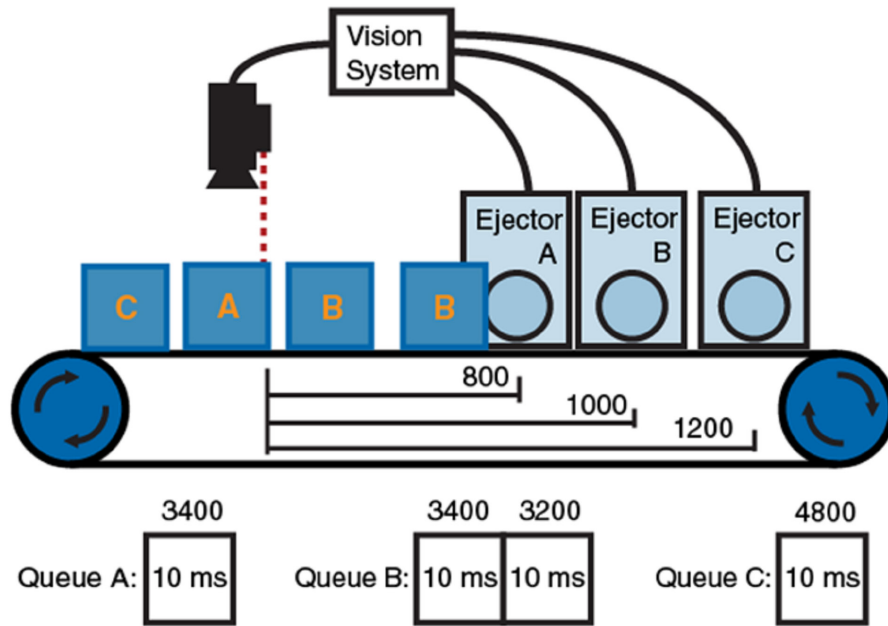 Vision
System
Ejector
A
Ejector
B
Ejector
C
C
A
B
B
800
1000
1200
3400
3400 3200
4800
Queue A: 10 ms
Queue B: 10 ms 10 ms
Queue C: 10 ms